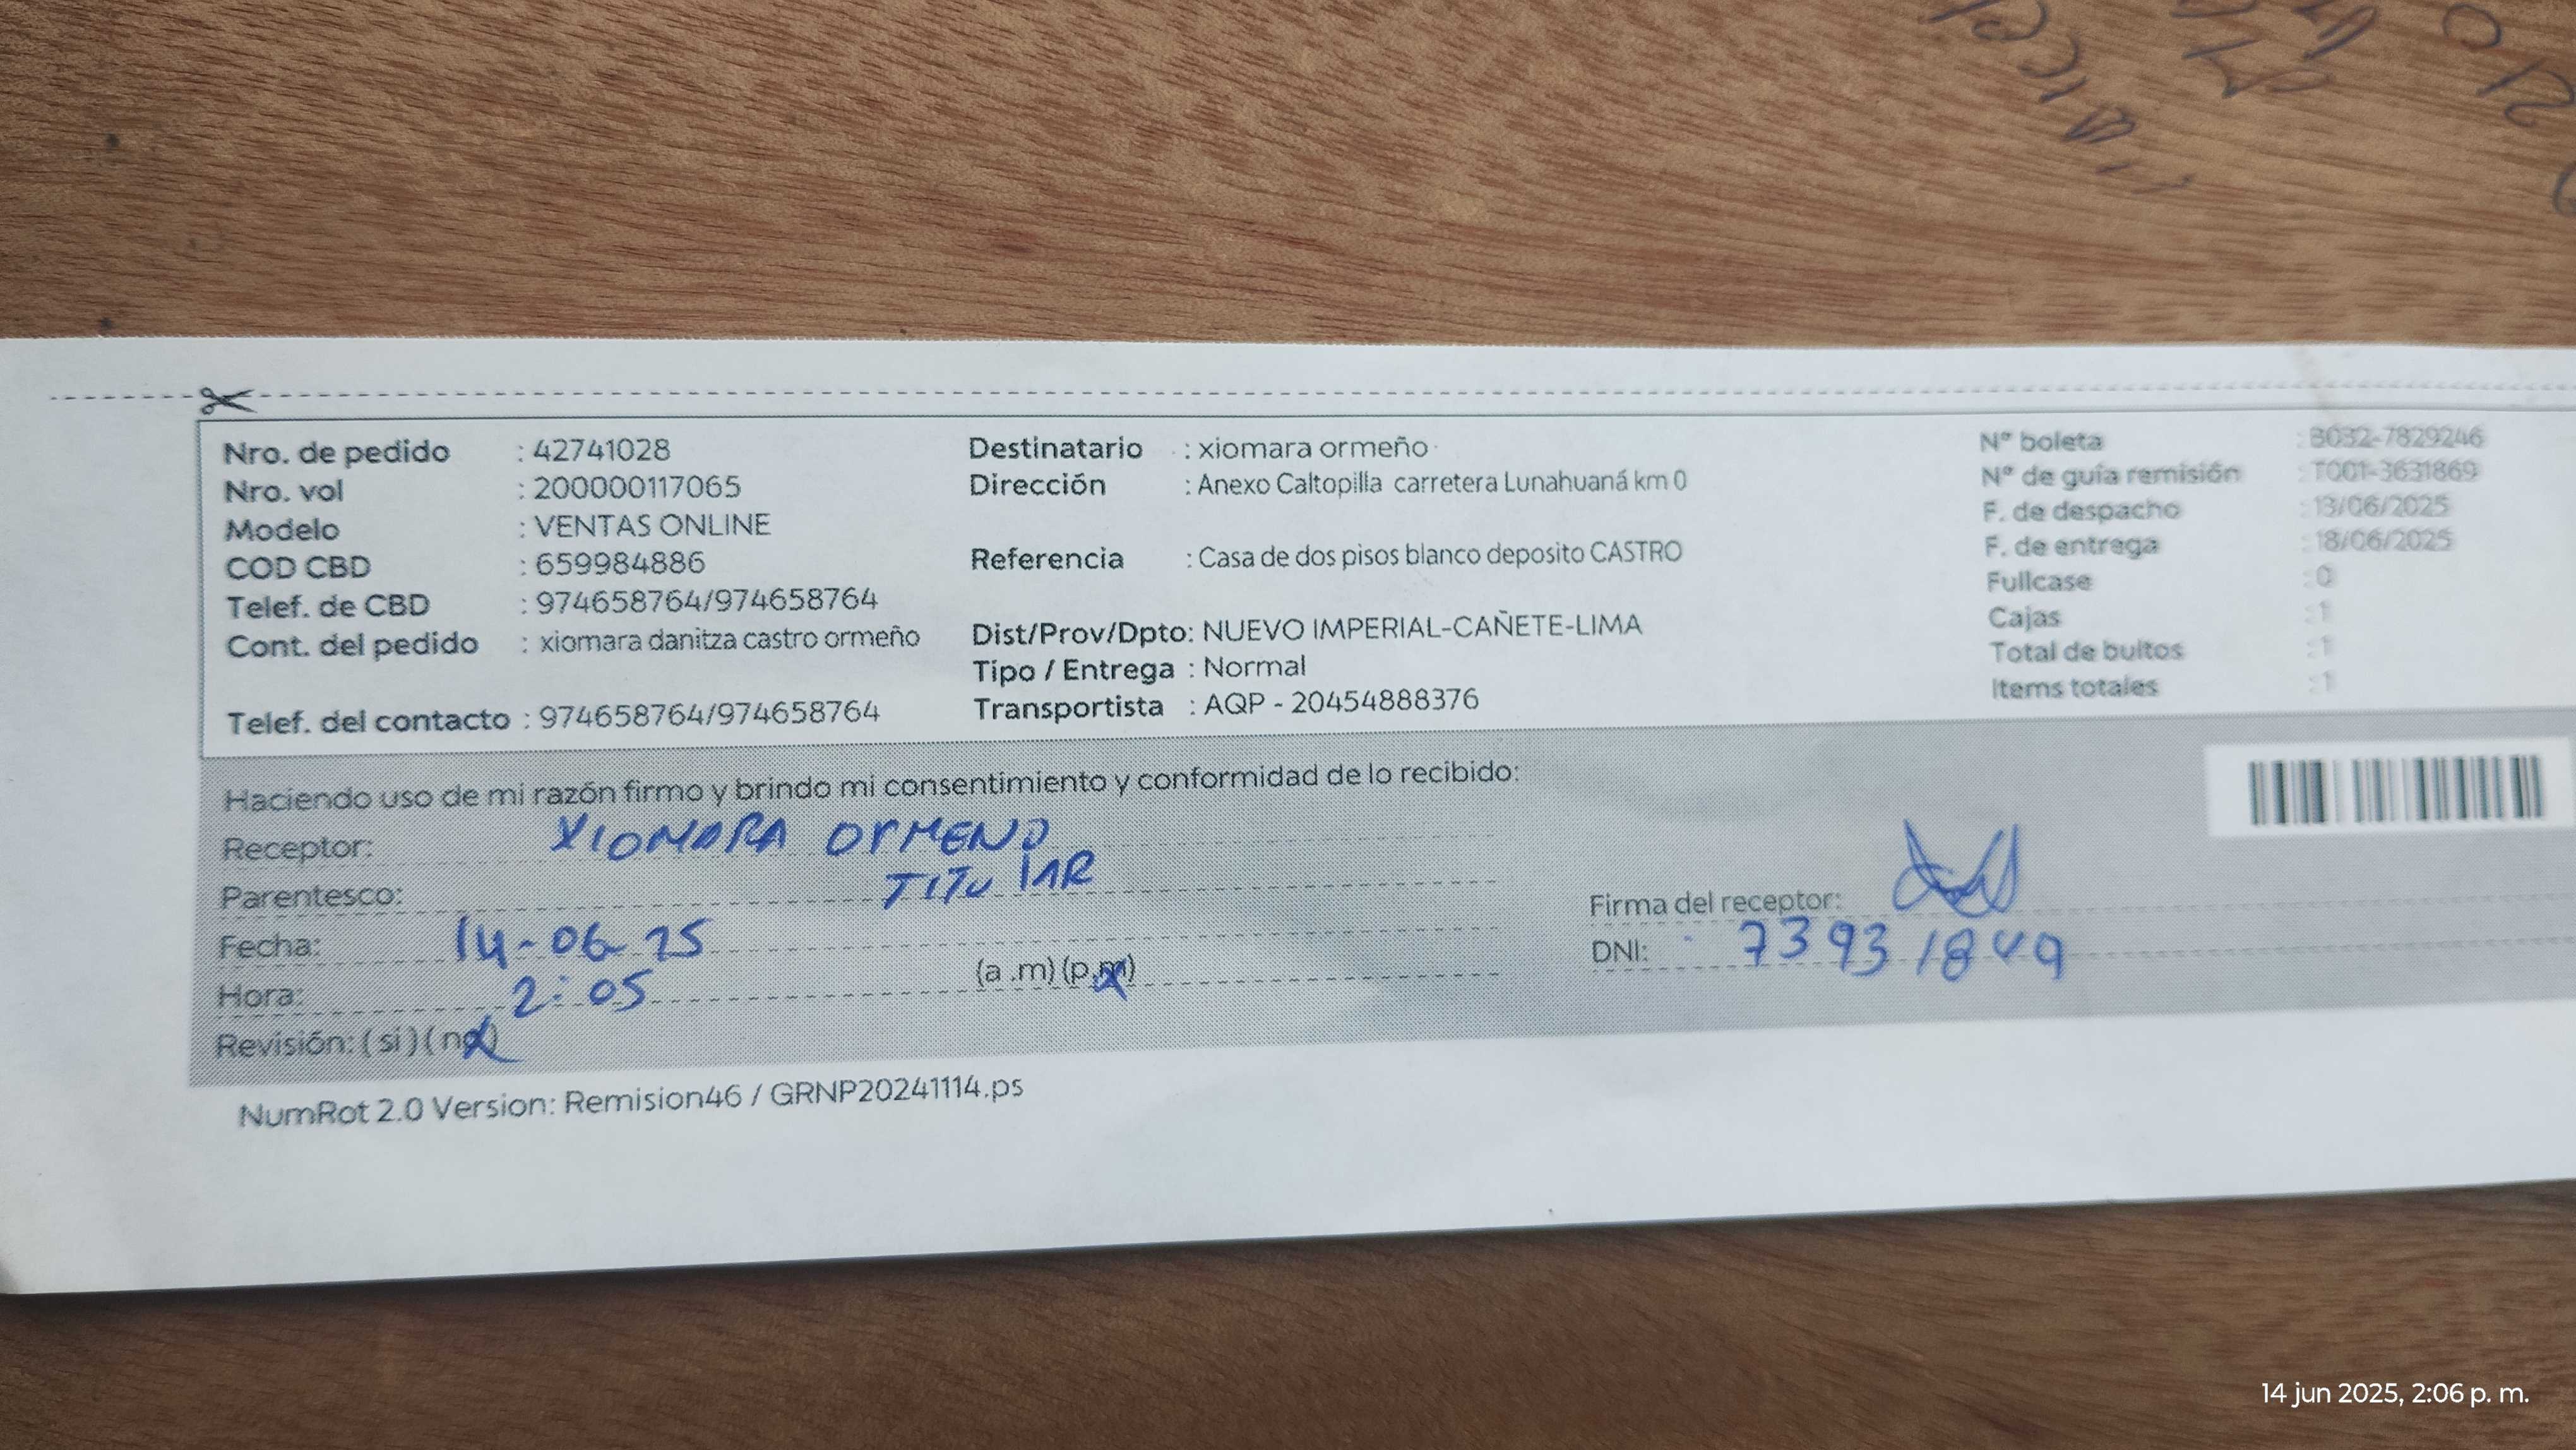 Nro. de pedido : 42741028
Nro. vol : 200000117065
Modelo : VENTAS ONLINE
COD CBD : 659984886
Telef. de CBD : 974658764/974658764
Cont. del pedido : xiomara danitza castro ormeño
Telef. del contacto : 974658764/974658764
Destinatario : xiomara ormeño
Dirección : Anexo Caltopilla carretera Lunahuaná km 0
Referencia : Casa de dos pisos blanco deposito CASTRO
Dist/Prov/Dpto: NUEVO IMPERIAL-CAÑETE-LIMA
Tipo / Entrega : Normal
Transportista : AQP - 20454888376
N° boleta : B032-7829246
N° de guía remisión : T001-3631869
F. de despacho : 13/06/2025
F. de entrega : 18/06/2025
Fullcase : 0
Cajas : 1
Total de bultos : 1
Items totales : 1
Haciendo uso de mi razón firmo y brindo mi consentimiento y conformidad de lo recibido:
Receptor: XIOMARA OrMENO
Parentesco: TITulAR
Fecha: 14-06-25
Hora: 2:05 (a .m) (p.m)
Revisión: ( si ) ( no )
Firma del receptor:
DNI: 73931849
NumRot 2.0 Version: Remision46 / GRNP20241114.ps
14 jun 2025, 2:06 p. m.